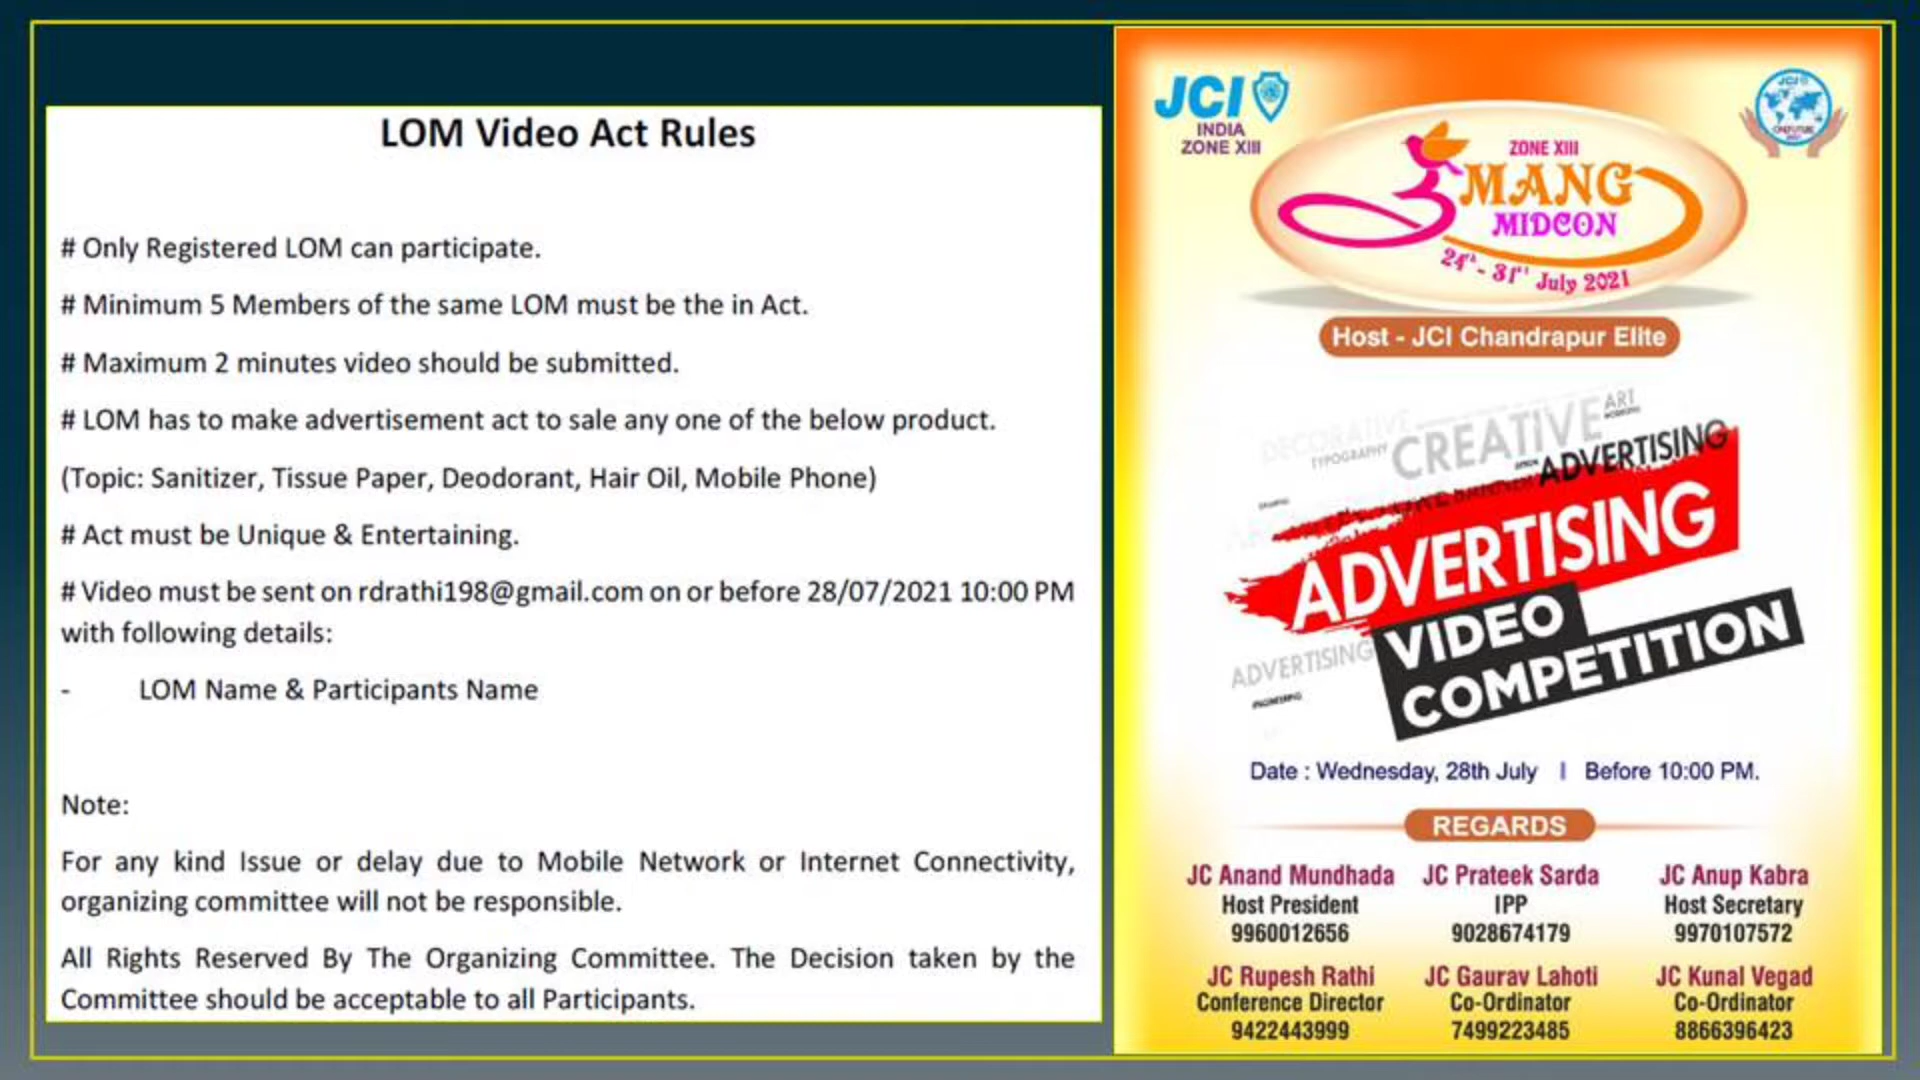 LOM Video Act Rules
# Only Registered LOM can participate.
# Minimum 5 Members of the same LOM must be the in Act.
# Maximum 2 minutes video should be submitted.
# LOM has to make advertisement act to sale any one of the below product.
(Topic: Sanitizer, Tissue Paper, Deodorant, Hair Oil, Mobile Phone)
# Act must be Unique & Entertaining.
# Video must be sent on rdrathi198@gmail.com on or before 28/07/2021 10:00 PM
with following details:
- LOM Name & Participants Name
Note:
For any kind Issue or delay due to Mobile Network or Internet Connectivity,
organizing committee will not be responsible.
All Rights Reserved By The Organizing Committee. The Decision taken by the
Committee should be acceptable to all Participants.
JCI
INDIA
ZONE XIII
JCI
ZONE XIII
MANG
MIDCON
24th - 31st July 2021
Host - JCI Chandrapur Elite
DECORATIVE
TYPOGRAPHY
CREATIVE
ART
ADVERTISING
ADVERTISING
VIDEO
COMPETITION
ADVERTISING
Date : Wednesday, 28th July | Before 10:00 PM.
REGARDS
JC Anand Mundhada
Host President
9960012656
JC Prateek Sarda
IPP
9028674179
JC Anup Kabra
Host Secretary
9970107572
JC Rupesh Rathi
Conference Director
9422443999
JC Gaurav Lahoti
Co-Ordinator
7499223485
JC Kunal Vegad
Co-Ordinator
8866396423